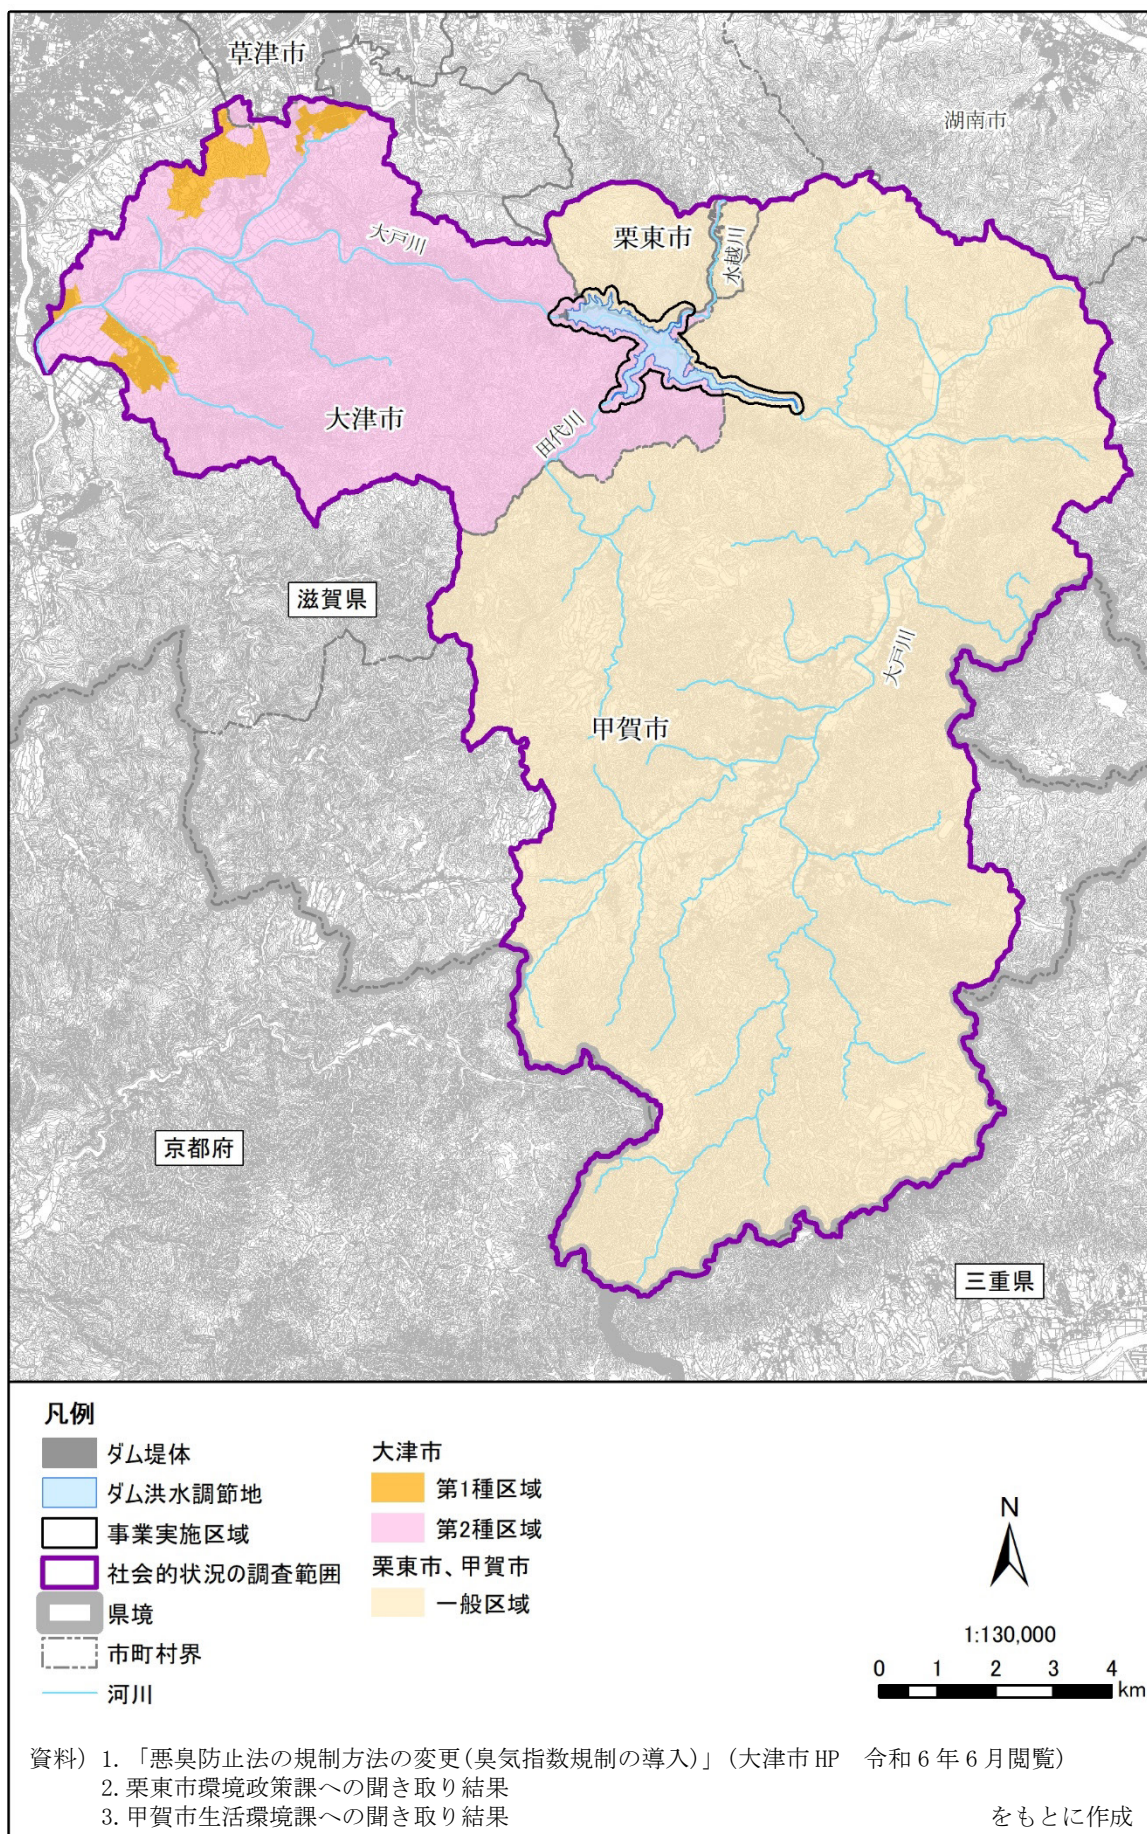 草津市
湖南市
大戸川
栗東市
水越川
大津市
田代川
滋賀県
大戸川
甲賀市
京都府
三重県
凡例
ダム堤体
ダム洪水調節地
事業実施区域
社会的状況の調査範囲
県境
市町村界
河川
大津市
第1種区域
第2種区域
栗東市、甲賀市
一般区域
N
1:130,000
0 1 2 3 4
km
資料) 1.「悪臭防止法の規制方法の変更(臭気指数規制の導入)」(大津市HP 令和6年6月閲覧)
2. 栗東市環境政策課への聞き取り結果
3. 甲賀市生活環境課への聞き取り結果 をもとに作成